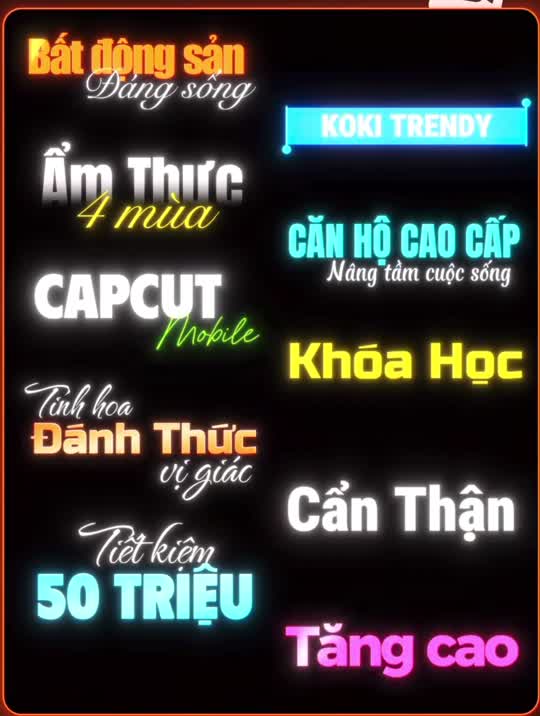 Bất động sản
Đáng sống
Ẩm Thực
4 mùa
CAPCUT
Mobile
Tinh hoa
Đánh Thức
vị giác
Tiết kiệm
50 TRIỆU
KOKI TRENDY
CĂN HỘ CAO CẤP
Nâng tầm cuộc sống
Khóa Học
Cẩn Thận
Tăng cao